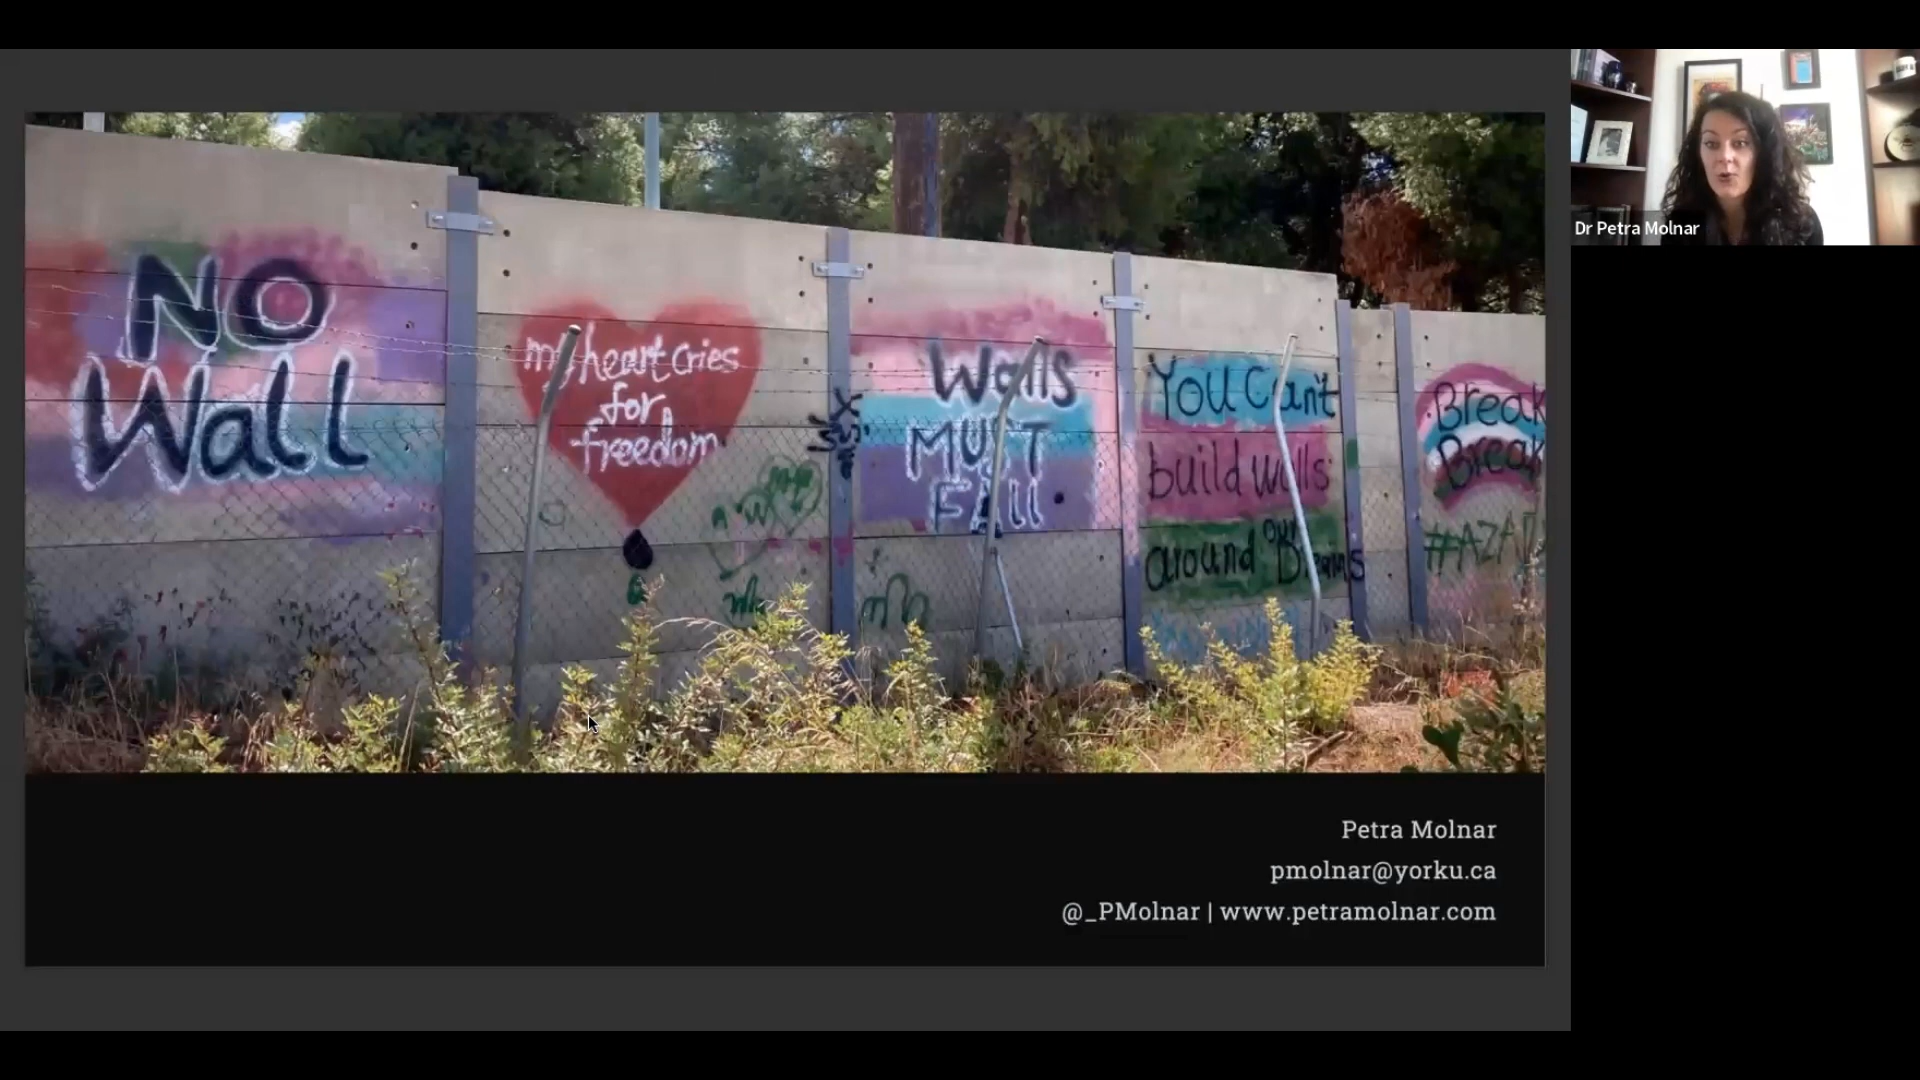 NO
Wall
my heart cries
for
freedom
Walls
MUST
FAll
You Can't
build walls
around our Dreams
Break
Break
Petra Molnar
pmolnar@yorku.ca
@_PMolnar | www.petramolnar.com
Dr Petra Molnar